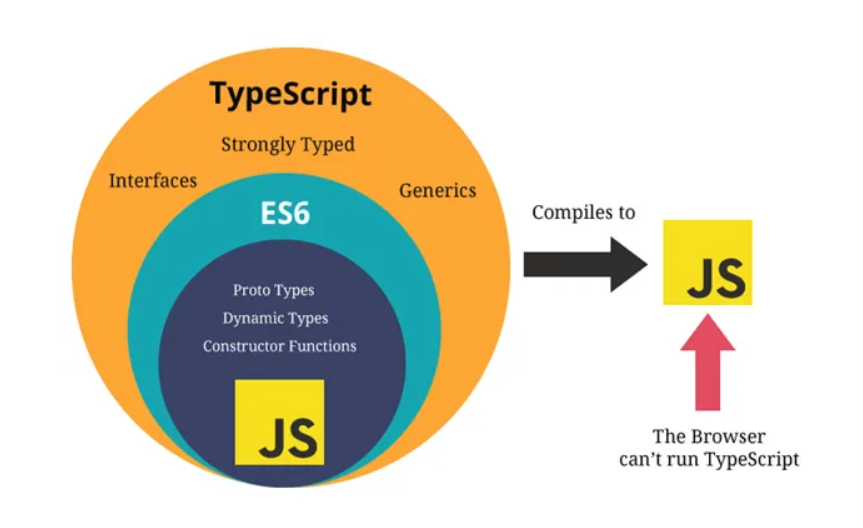 TypeScript
Strongly Typed
Interfaces
Generics
ES6
Proto Types
Dynamic Types
Constructor Functions
JS
Compiles to
JS
The Browser
can’t run TypeScript